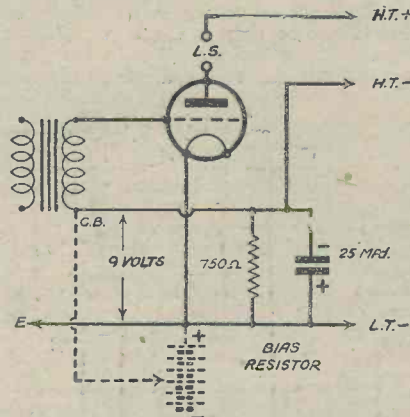 H.T.+
L.S.
H.T.-
G.B.
9 VOLTS
750Ω
-
25 Mfd.
+
E
L.T.-
+
BIAS
RESISTOR
-